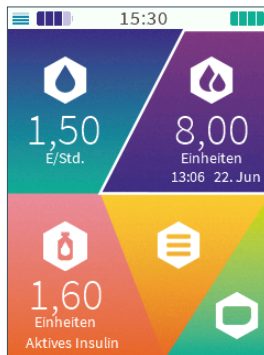 15:30
1,50
E/Std.
8,00
Einheiten
13:06 22. Jun
1,60
Einheiten
Aktives Insulin